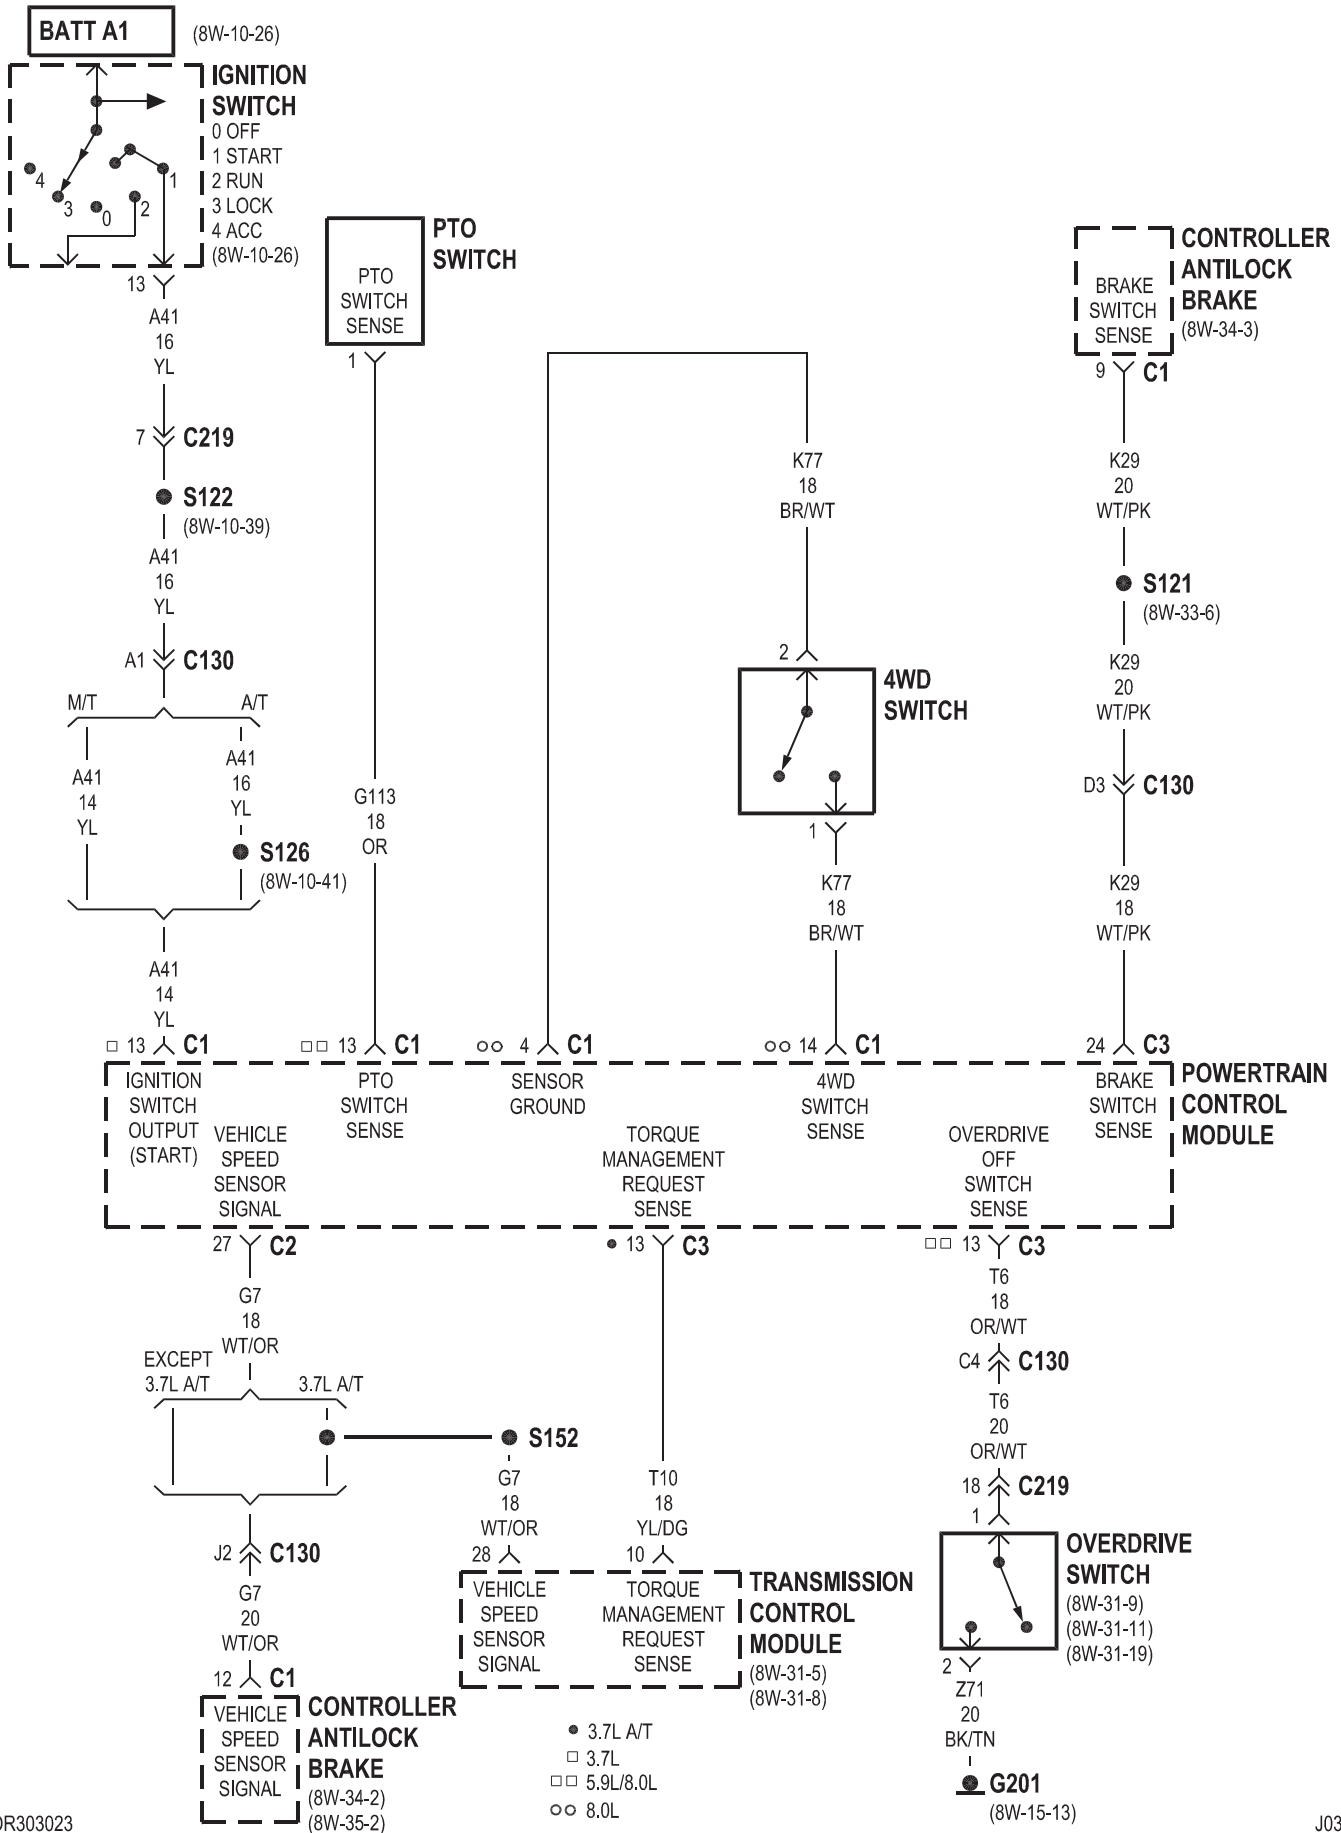 BATT A1 (8W-10-26)
IGNITION
SWITCH
0 OFF
1 START
2 RUN
3 LOCK
4 ACC
(8W-10-26)
4
3
0
2
1
13
A41
16
YL
7 C219
S122
(8W-10-39)
A41
16
YL
A1 C130
M/T A/T
A41
14
YL
A41
16
YL
S126
(8W-10-41)
A41
14
YL
13 C1
PTO
SWITCH
PTO
SWITCH
SENSE
1
G113
18
OR
13 C1
4 C1
K77
18
BR/WT
2
4WD
SWITCH
1
K77
18
BR/WT
14 C1
CONTROLLER
ANTILOCK
BRAKE
(8W-34-3)
BRAKE
SWITCH
SENSE
9 C1
K29
20
WT/PK
S121
(8W-33-6)
K29
20
WT/PK
D3 C130
K29
18
WT/PK
24 C3
POWERTRAIN
CONTROL
MODULE
IGNITION
SWITCH
OUTPUT
(START)
VEHICLE
SPEED
SENSOR
SIGNAL
PTO
SWITCH
SENSE
SENSOR
GROUND
TORQUE
MANAGEMENT
REQUEST
SENSE
4WD
SWITCH
SENSE
OVERDRIVE
OFF
SWITCH
SENSE
BRAKE
SWITCH
SENSE
27 C2
G7
18
WT/OR
EXCEPT
3.7L A/T
3.7L A/T
S152
G7
18
WT/OR
28
J2 C130
G7
20
WT/OR
12 C1
VEHICLE
SPEED
SENSOR
SIGNAL
CONTROLLER
ANTILOCK
BRAKE
(8W-34-2)
(8W-35-2)
13 C3
T10
18
YL/DG
10
VEHICLE
SPEED
SENSOR
SIGNAL
TORQUE
MANAGEMENT
REQUEST
SENSE
TRANSMISSION
CONTROL
MODULE
(8W-31-5)
(8W-31-8)
13 C3
T6
18
OR/WT
C4 C130
T6
20
OR/WT
18 C219
1
OVERDRIVE
SWITCH
(8W-31-9)
(8W-31-11)
(8W-31-19)
2
Z71
20
BK/TN
G201
(8W-15-13)
3.7L A/T
3.7L
5.9L/8.0L
8.0L
DR303023
J03